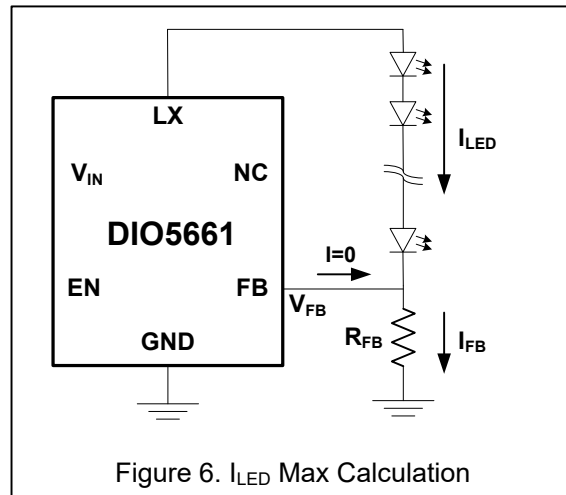 LX
I_LED
V_IN NC
DIO5661
I=0
EN FB
V_FB
GND
R_FB I_FB
Figure 6. I_LED Max Calculation